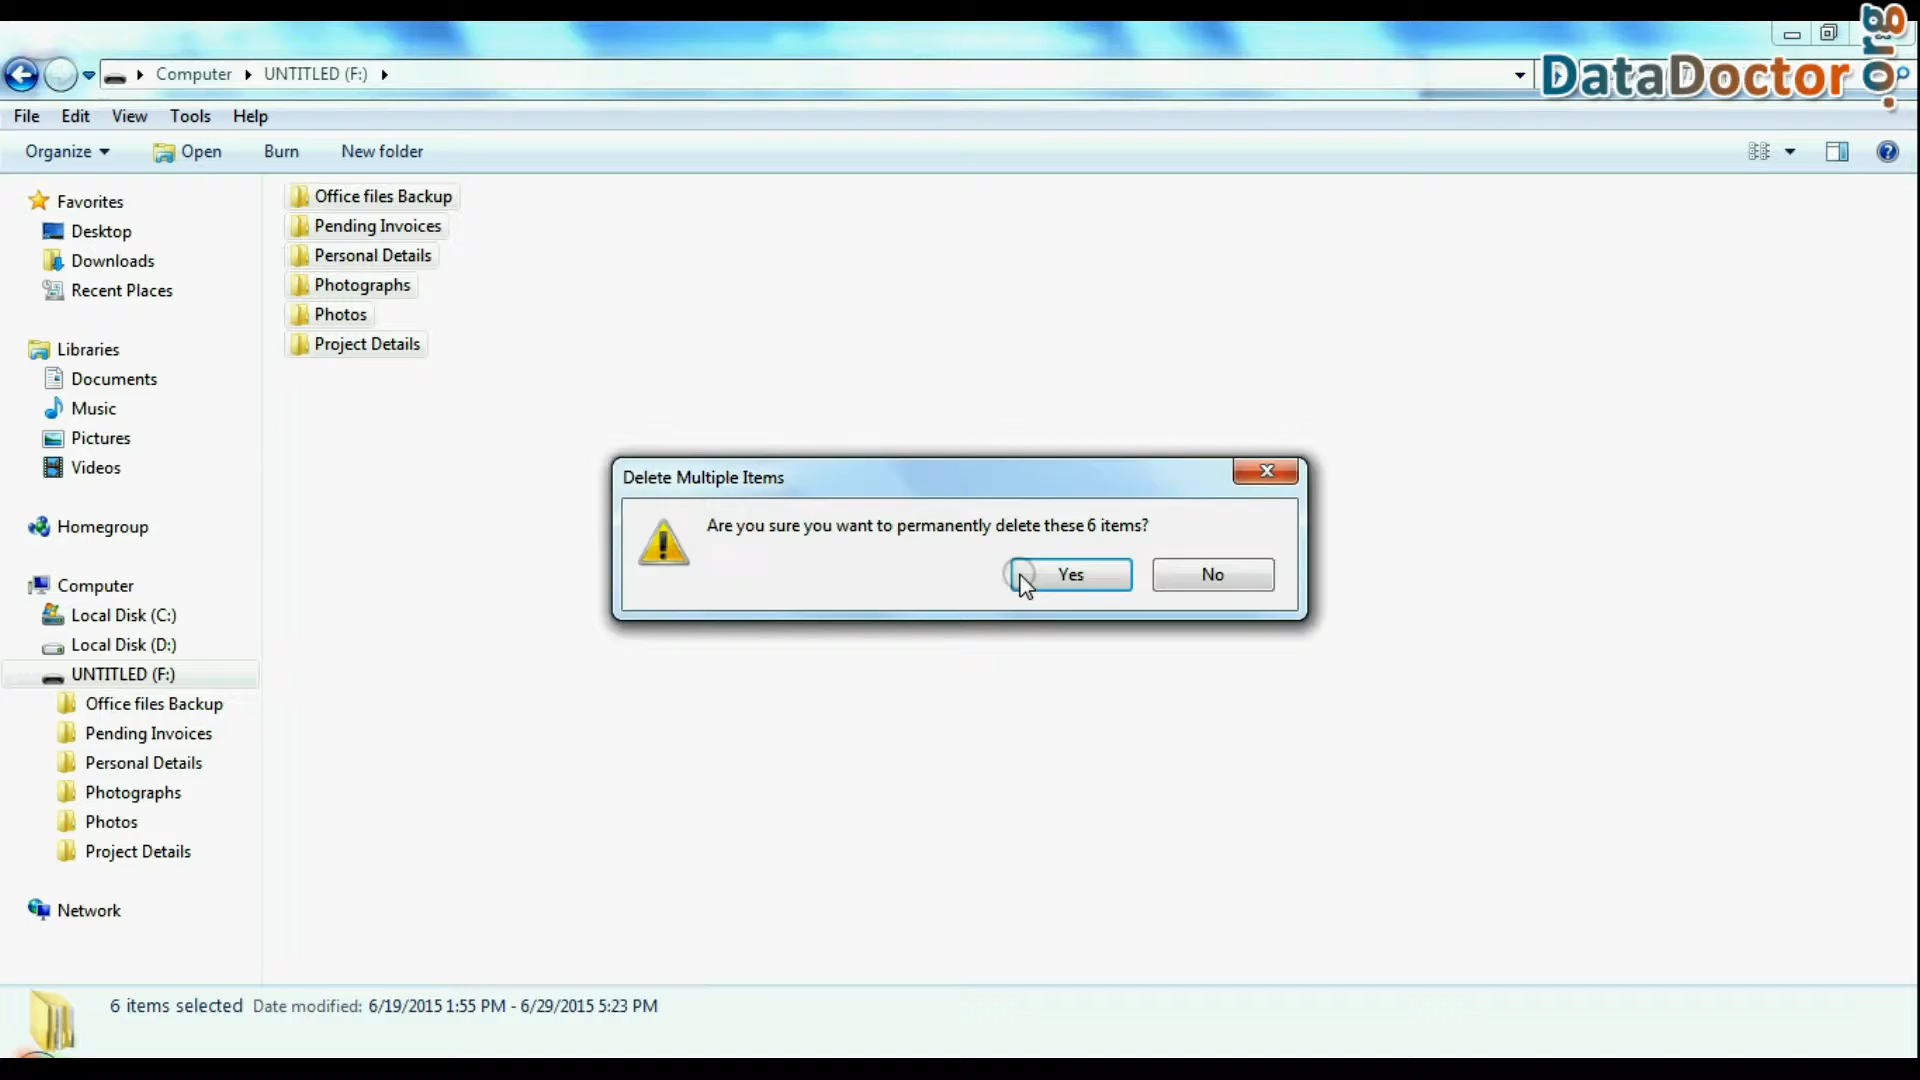 DataDoctor.org
Computer UNTITLED (F:)
File Edit View Tools Help
Organize Open Burn New folder
Favorites
Desktop
Downloads
Recent Places
Libraries
Documents
Music
Pictures
Videos
Homegroup
Computer
Local Disk (C:)
Local Disk (D:)
UNTITLED (F:)
Office files Backup
Pending Invoices
Personal Details
Photographs
Photos
Project Details
Network
Office files Backup
Pending Invoices
Personal Details
Photographs
Photos
Project Details
Delete Multiple Items
Are you sure you want to permanently delete these 6 items?
Yes No
6 items selected Date modified: 6/19/2015 1:55 PM - 6/29/2015 5:23 PM